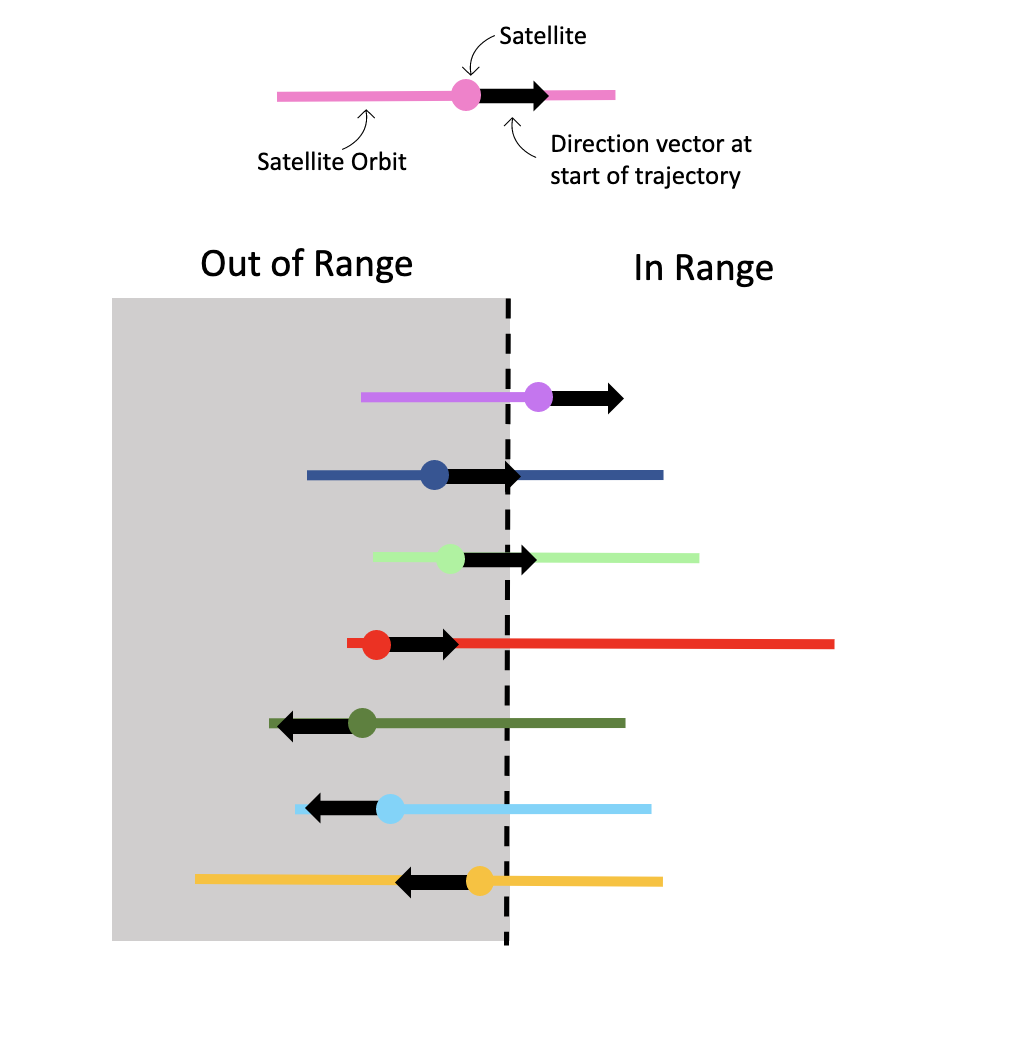 Satellite
Satellite Orbit
Direction vector at
start of trajectory
Out of Range
In Range